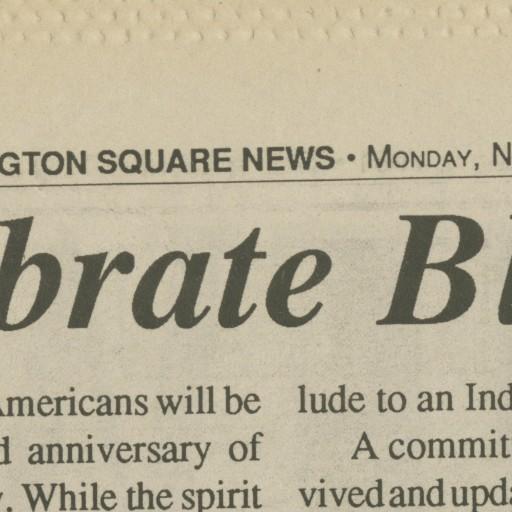 GTON SQUARE NEWS • MONDAY, N
brate Bl
Americans will be
d anniversary of
y. While the spirit
lude to an Ind
A commit
vived and upda